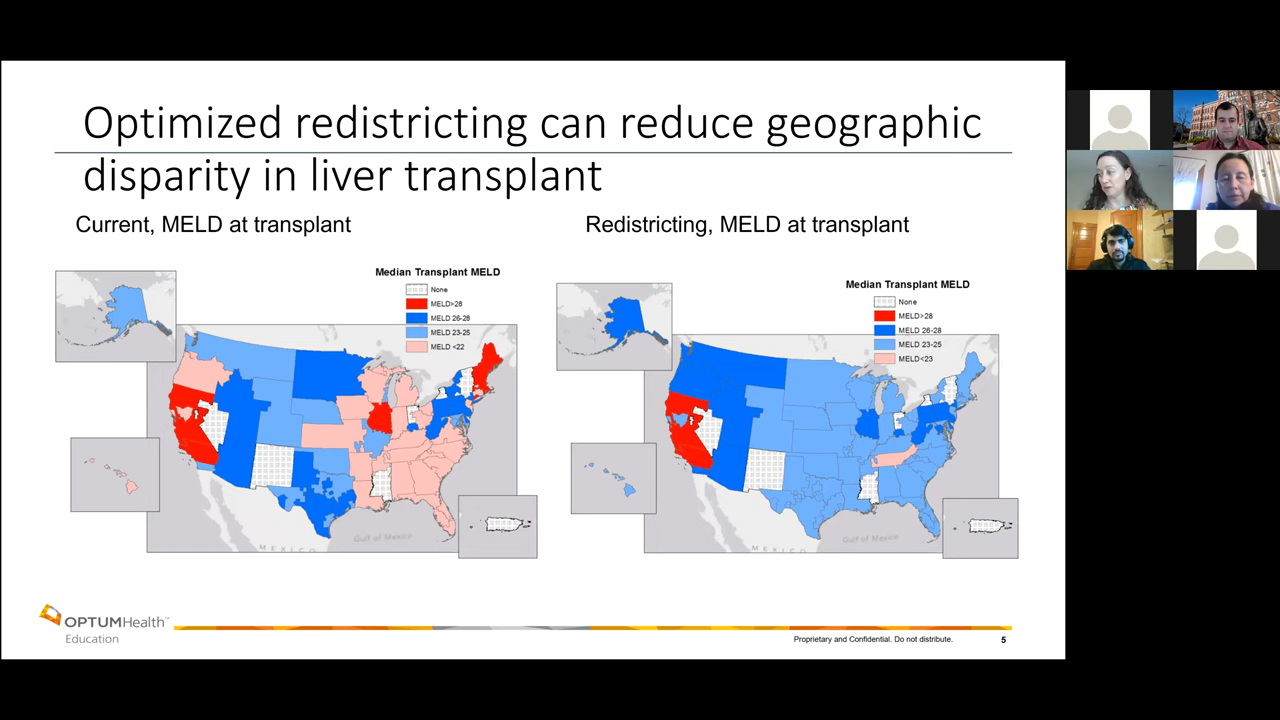 Optimized redistricting can reduce geographic
disparity in liver transplant
Current, MELD at transplant
Redistricting, MELD at transplant
Median Transplant MELD
None
MELD>28
MELD 26-28
MELD 23-25
MELD <22
MEXICO
Gulf of Mexico
Median Transplant MELD
None
MELD>28
MELD 26-28
MELD 23-25
MELD<23
MEXICO
Gulf of Mexico
OPTUMHealth™
Education
Proprietary and Confidential. Do not distribute.
5